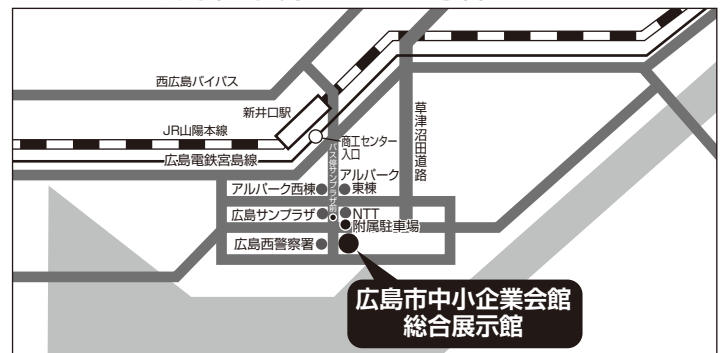 西広島バイパス
新井口駅
JR山陽本線
広島電鉄宮島線
商工センター
入口
草津沼田道路
バス停サンプラザ前
アルパーク西棟
アルパーク
東棟
広島サンプラザ
NTT
附属駐車場
広島西警察署
広島市中小企業会館
総合展示館